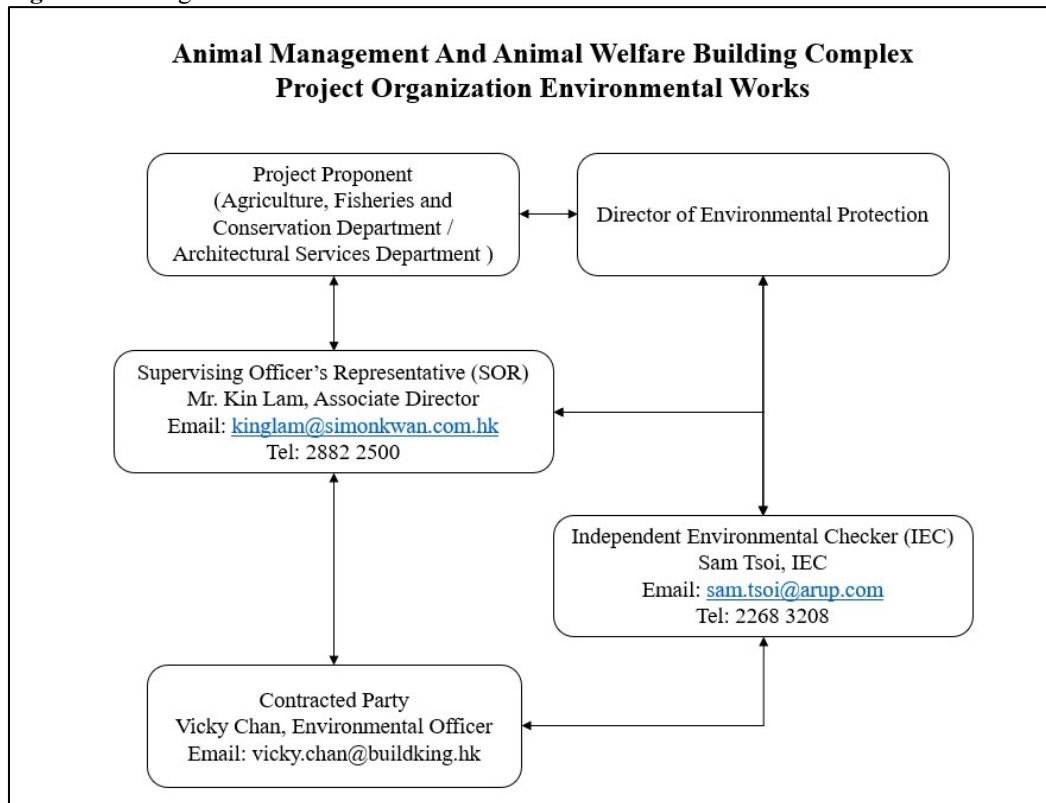 Animal Management And Animal Welfare Building Complex
Project Organization Environmental Works
Project Proponent
(Agriculture, Fisheries and
Conservation Department /
Architectural Services Department )
Director of Environmental Protection
Supervising Officer’s Representative (SOR)
Mr. Kin Lam, Associate Director
Email: kinglam@simonkwan.com.hk
Tel: 2882 2500
Independent Environmental Checker (IEC)
Sam Tsoi, IEC
Email: sam.tsoi@arup.com
Tel: 2268 3208
Contracted Party
Vicky Chan, Environmental Officer
Email: vicky.chan@buildking.hk